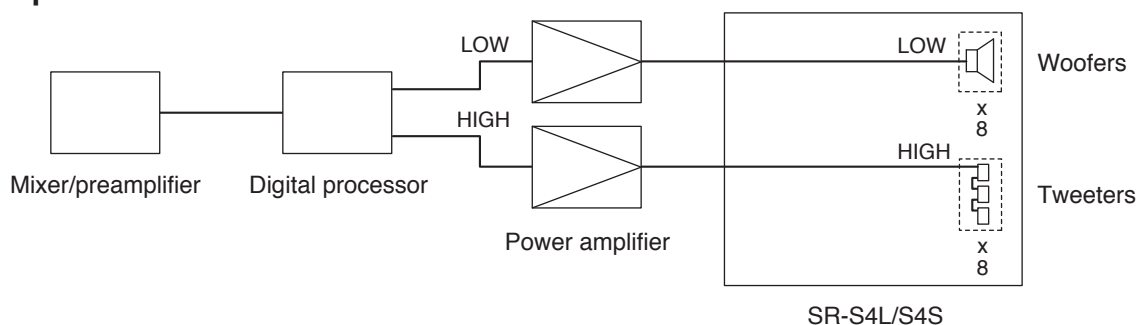 LOW
LOW
Woofers
x
8
HIGH
HIGH
Mixer/preamplifier
Digital processor
Tweeters
Power amplifier
x
8
SR-S4L/S4S